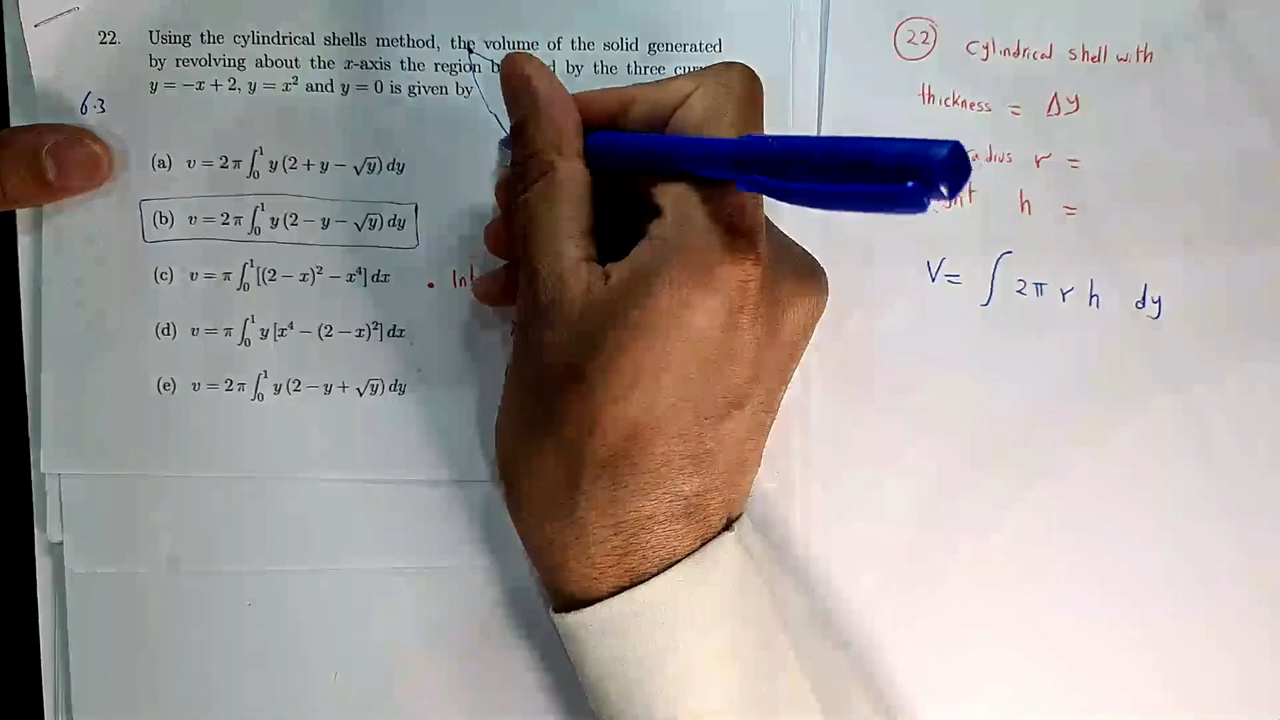 22. Using the cylindrical shells method, the volume of the solid generated
by revolving about the x-axis the region by the three
y = −x + 2, y = x² and y = 0 is given by
6.3
(a) v = 2π ∫₀¹ y (2 + y − √y) dy
(b) v = 2π ∫₀¹ y (2 − y − √y) dy
(c) v = π ∫₀¹ [(2 − x)² − x⁴] dx
(d) v = π ∫₀¹ y [x⁴ − (2 − x)²] dx
(e) v = 2π ∫₀¹ y (2 − y + √y) dy
22 Cylindrical shell with
thickness = Δy
r =
h =
V = ∫ 2π r h dy